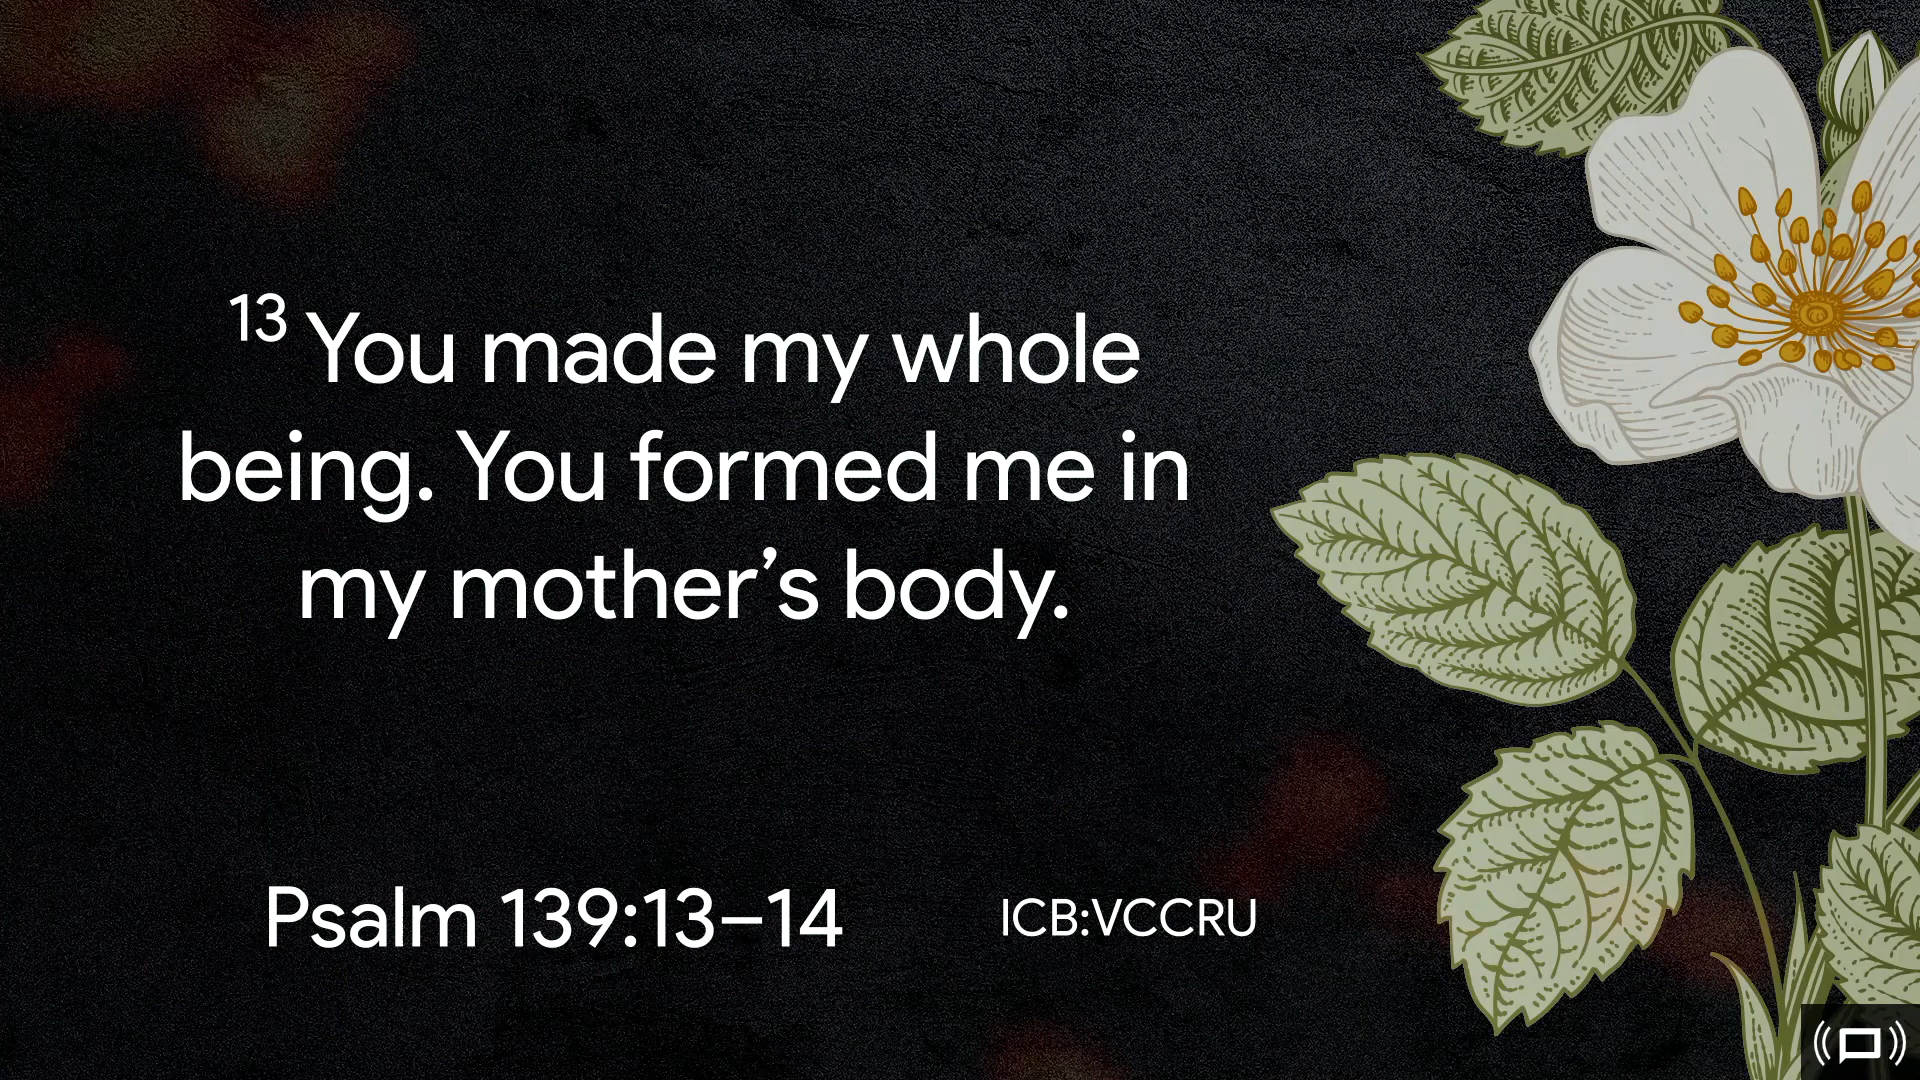 13 You made my whole
being. You formed me in
my mother’s body.
Psalm 139:13–14
ICB:VCCRU